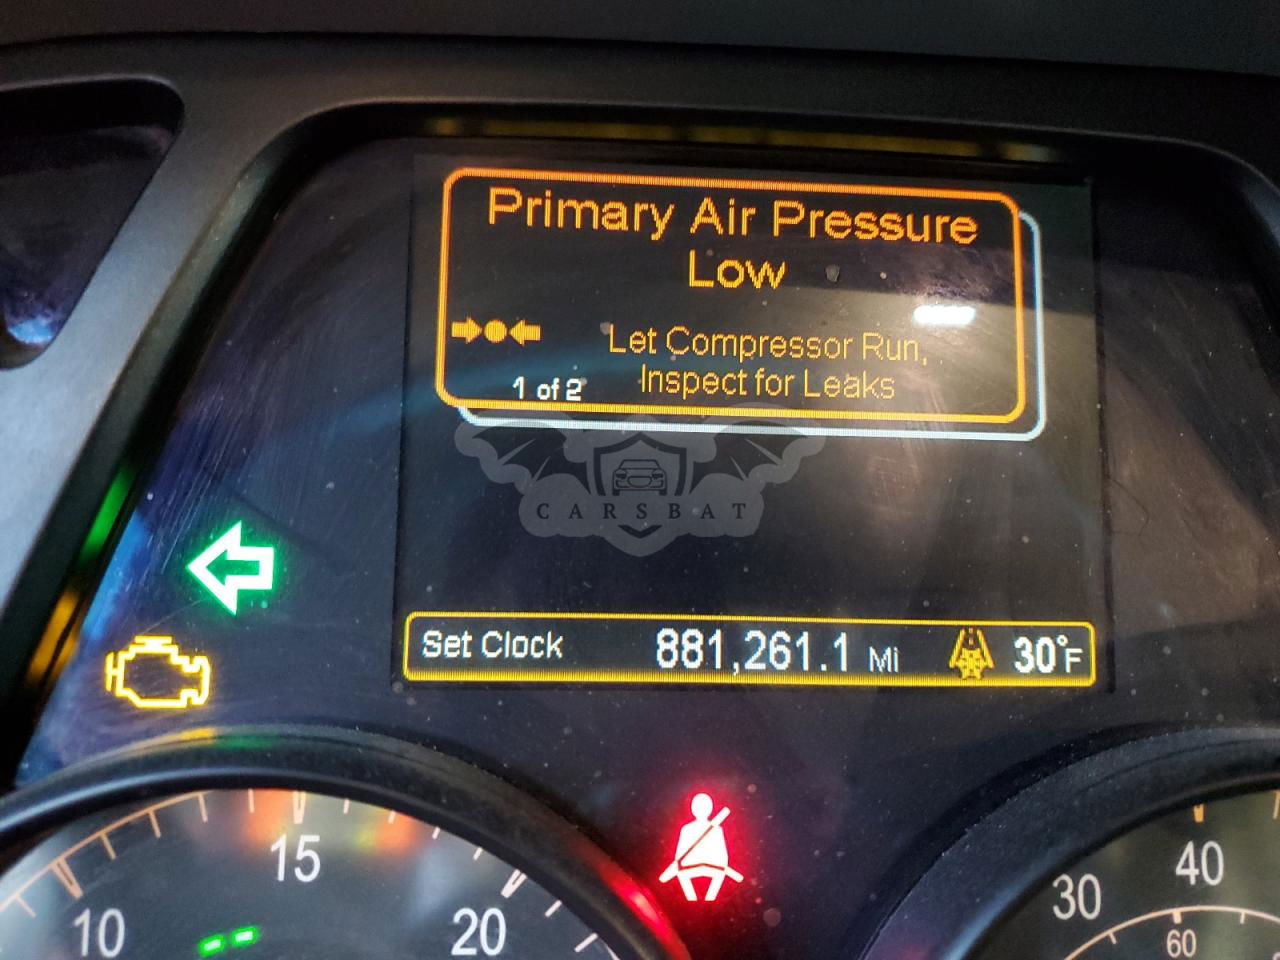 Primary Air Pressure
Low
Let Compressor Run,
Inspect for Leaks
1 of 2
CARSBAT
Set Clock 881,261.1 Mi 30°F
10 15 20
30 40
60